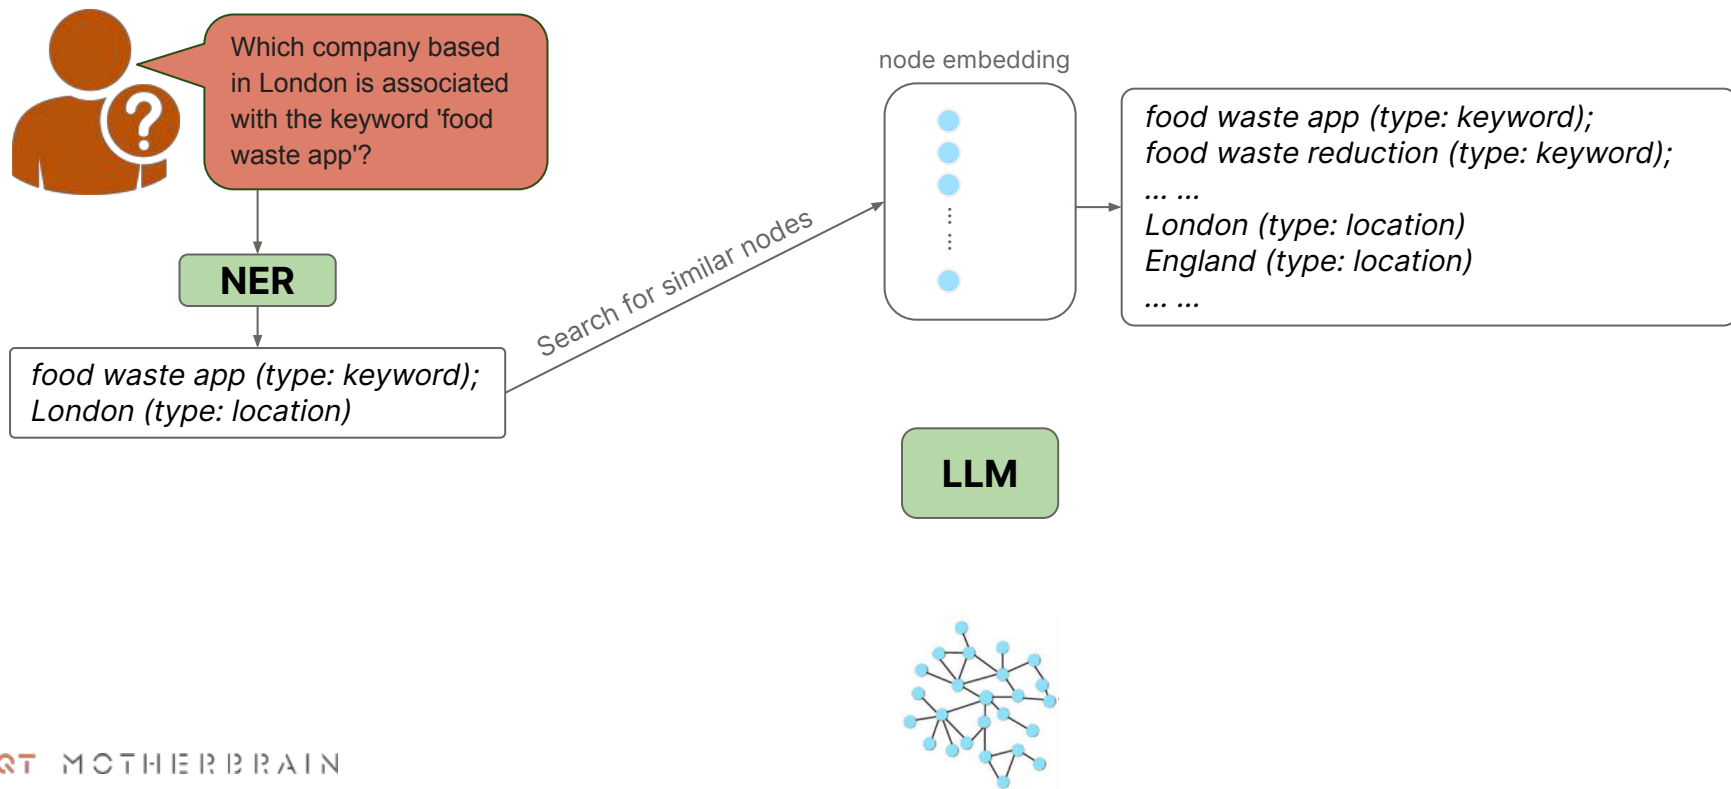 Which company based
in London is associated
with the keyword 'food
waste app'?
NER
food waste app (type: keyword);
London (type: location)
Search for similar nodes
node embedding
food waste app (type: keyword);
food waste reduction (type: keyword);
... ...
London (type: location)
England (type: location)
... ...
LLM
QT MOTHERBRAIN